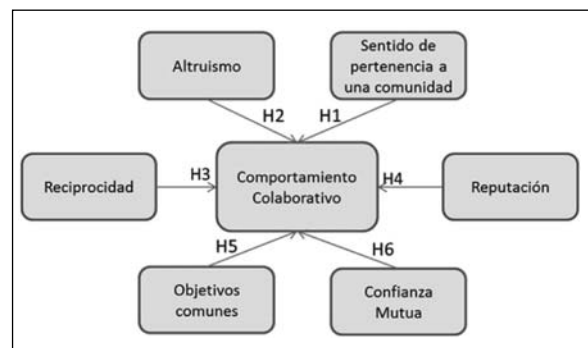 Altruismo
Sentido de
pertenencia a
una comunidad
H2
H1
Reciprocidad
H3
Comportamiento
Colaborativo
H4
Reputación
H5
H6
Objetivos
comunes
Confianza
Mutua